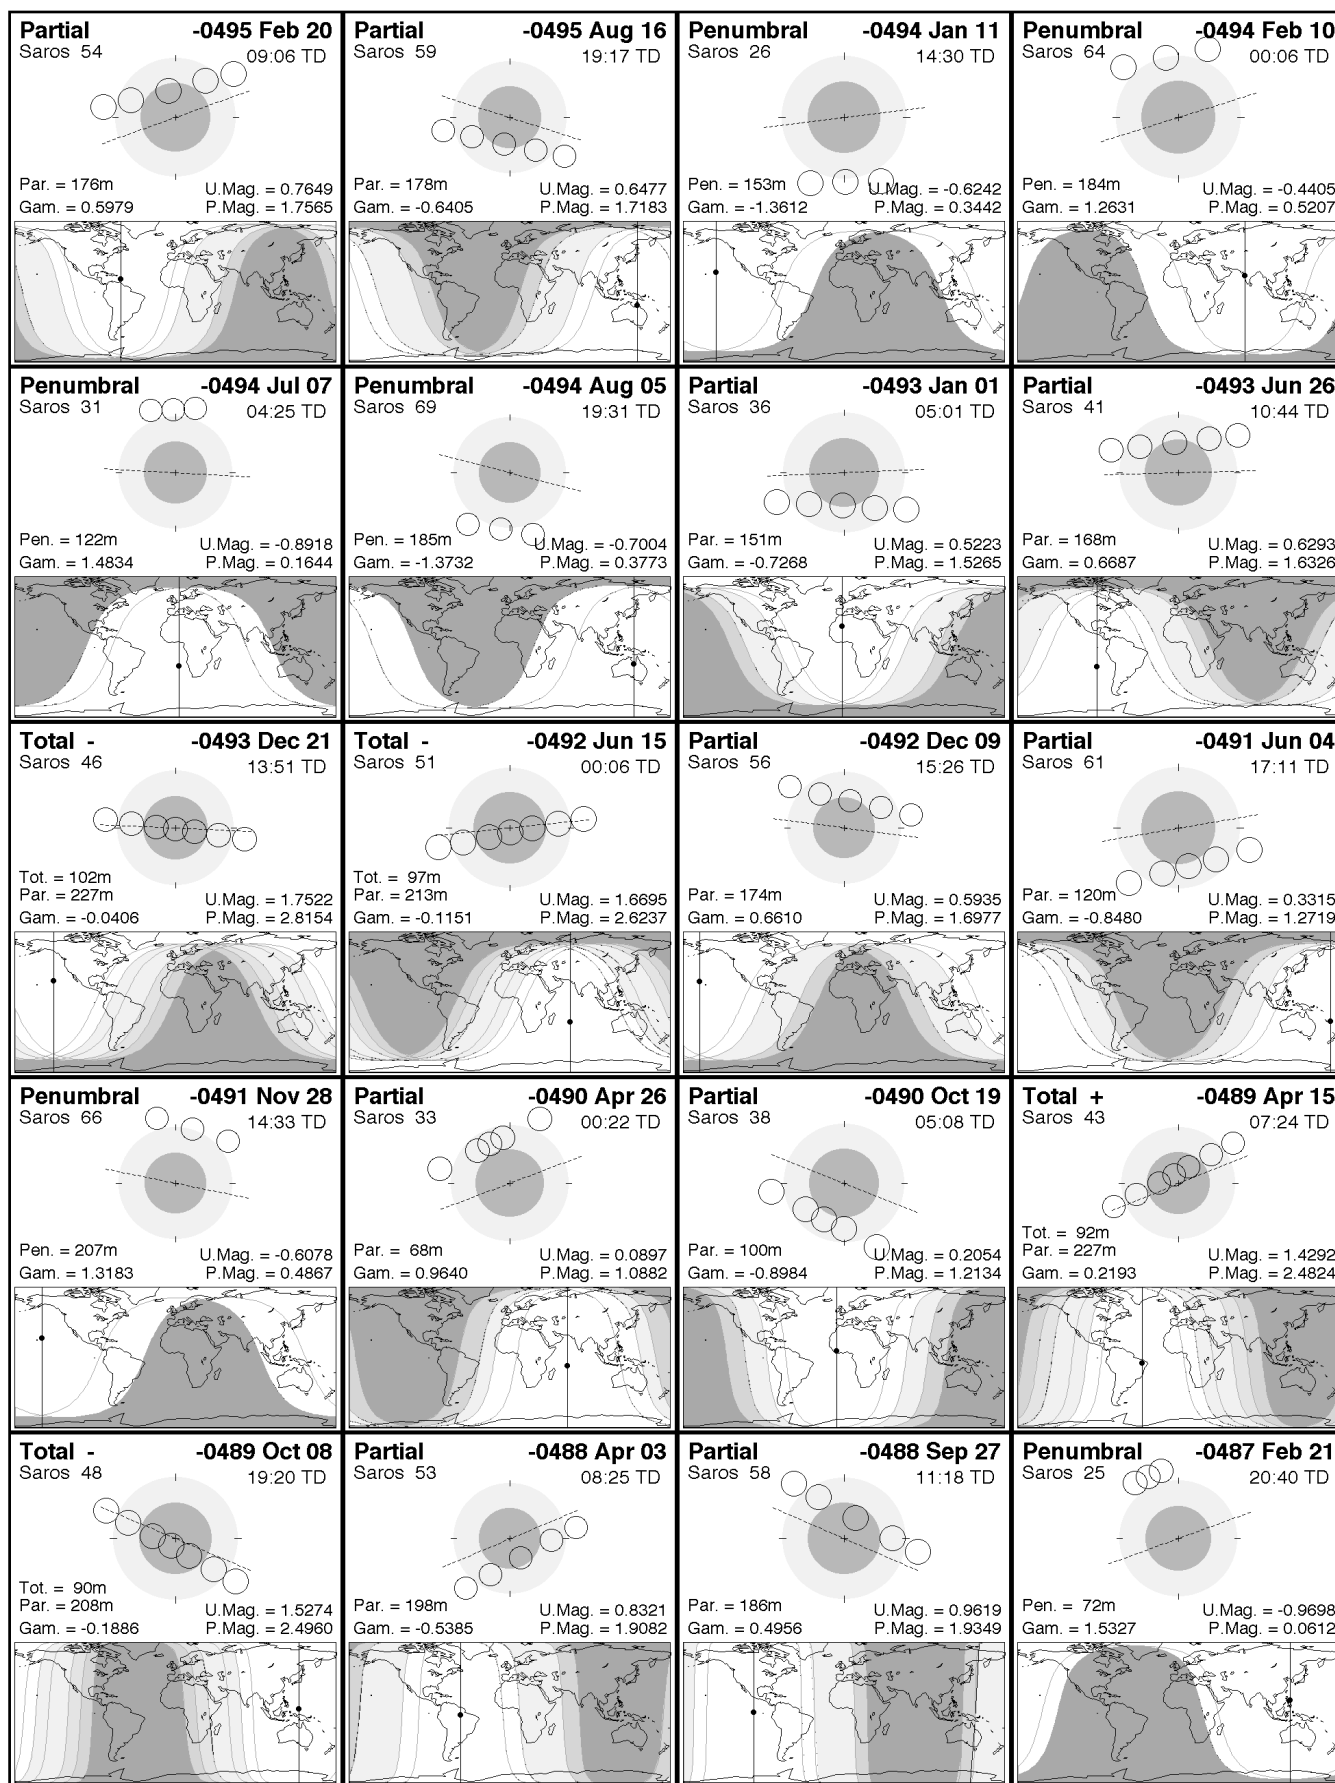 Partial -0495 Feb 20
Saros 54 09:06 TD
Par. = 176m U.Mag. = 0.7649
Gam. = 0.5979 P.Mag. = 1.7565
Partial -0495 Aug 16
Saros 59 19:17 TD
Par. = 178m U.Mag. = 0.6477
Gam. = -0.6405 P.Mag. = 1.7183
Penumbral -0494 Jan 11
Saros 26 14:30 TD
Pen. = 153m U.Mag. = -0.6242
Gam. = -1.3612 P.Mag. = 0.3442
Penumbral -0494 Feb 10
Saros 64 00:06 TD
Pen. = 184m U.Mag. = -0.4405
Gam. = 1.2631 P.Mag. = 0.5207
Penumbral -0494 Jul 07
Saros 31 04:25 TD
Pen. = 122m U.Mag. = -0.8918
Gam. = 1.4834 P.Mag. = 0.1644
Penumbral -0494 Aug 05
Saros 69 19:31 TD
Pen. = 185m U.Mag. = -0.7004
Gam. = -1.3732 P.Mag. = 0.3773
Partial -0493 Jan 01
Saros 36 05:01 TD
Par. = 151m U.Mag. = 0.5223
Gam. = -0.7268 P.Mag. = 1.5265
Partial -0493 Jun 26
Saros 41 10:44 TD
Par. = 168m U.Mag. = 0.6293
Gam. = 0.6687 P.Mag. = 1.6326
Total - -0493 Dec 21
Saros 46 13:51 TD
Tot. = 102m
Par. = 227m U.Mag. = 1.7522
Gam. = -0.0406 P.Mag. = 2.8154
Total - -0492 Jun 15
Saros 51 00:06 TD
Tot. = 97m
Par. = 213m U.Mag. = 1.6695
Gam. = -0.1151 P.Mag. = 2.6237
Partial -0492 Dec 09
Saros 56 15:26 TD
Par. = 174m U.Mag. = 0.5935
Gam. = 0.6610 P.Mag. = 1.6977
Partial -0491 Jun 04
Saros 61 17:11 TD
Par. = 120m U.Mag. = 0.3315
Gam. = -0.8480 P.Mag. = 1.2719
Penumbral -0491 Nov 28
Saros 66 14:33 TD
Pen. = 207m U.Mag. = -0.6078
Gam. = 1.3183 P.Mag. = 0.4867
Partial -0490 Apr 26
Saros 33 00:22 TD
Par. = 68m U.Mag. = 0.0897
Gam. = 0.9640 P.Mag. = 1.0882
Partial -0490 Oct 19
Saros 38 05:08 TD
Par. = 100m U.Mag. = 0.2054
Gam. = -0.8984 P.Mag. = 1.2134
Total + -0489 Apr 15
Saros 43 07:24 TD
Tot. = 92m
Par. = 227m U.Mag. = 1.4292
Gam. = 0.2193 P.Mag. = 2.4824
Total - -0489 Oct 08
Saros 48 19:20 TD
Tot. = 90m
Par. = 208m U.Mag. = 1.5274
Gam. = -0.1886 P.Mag. = 2.4960
Partial -0488 Apr 03
Saros 53 08:25 TD
Par. = 198m U.Mag. = 0.8321
Gam. = -0.5385 P.Mag. = 1.9082
Partial -0488 Sep 27
Saros 58 11:18 TD
Par. = 186m U.Mag. = 0.9619
Gam. = 0.4956 P.Mag. = 1.9349
Penumbral -0487 Feb 21
Saros 25 20:40 TD
Pen. = 72m U.Mag. = -0.9698
Gam. = 1.5327 P.Mag. = 0.0612